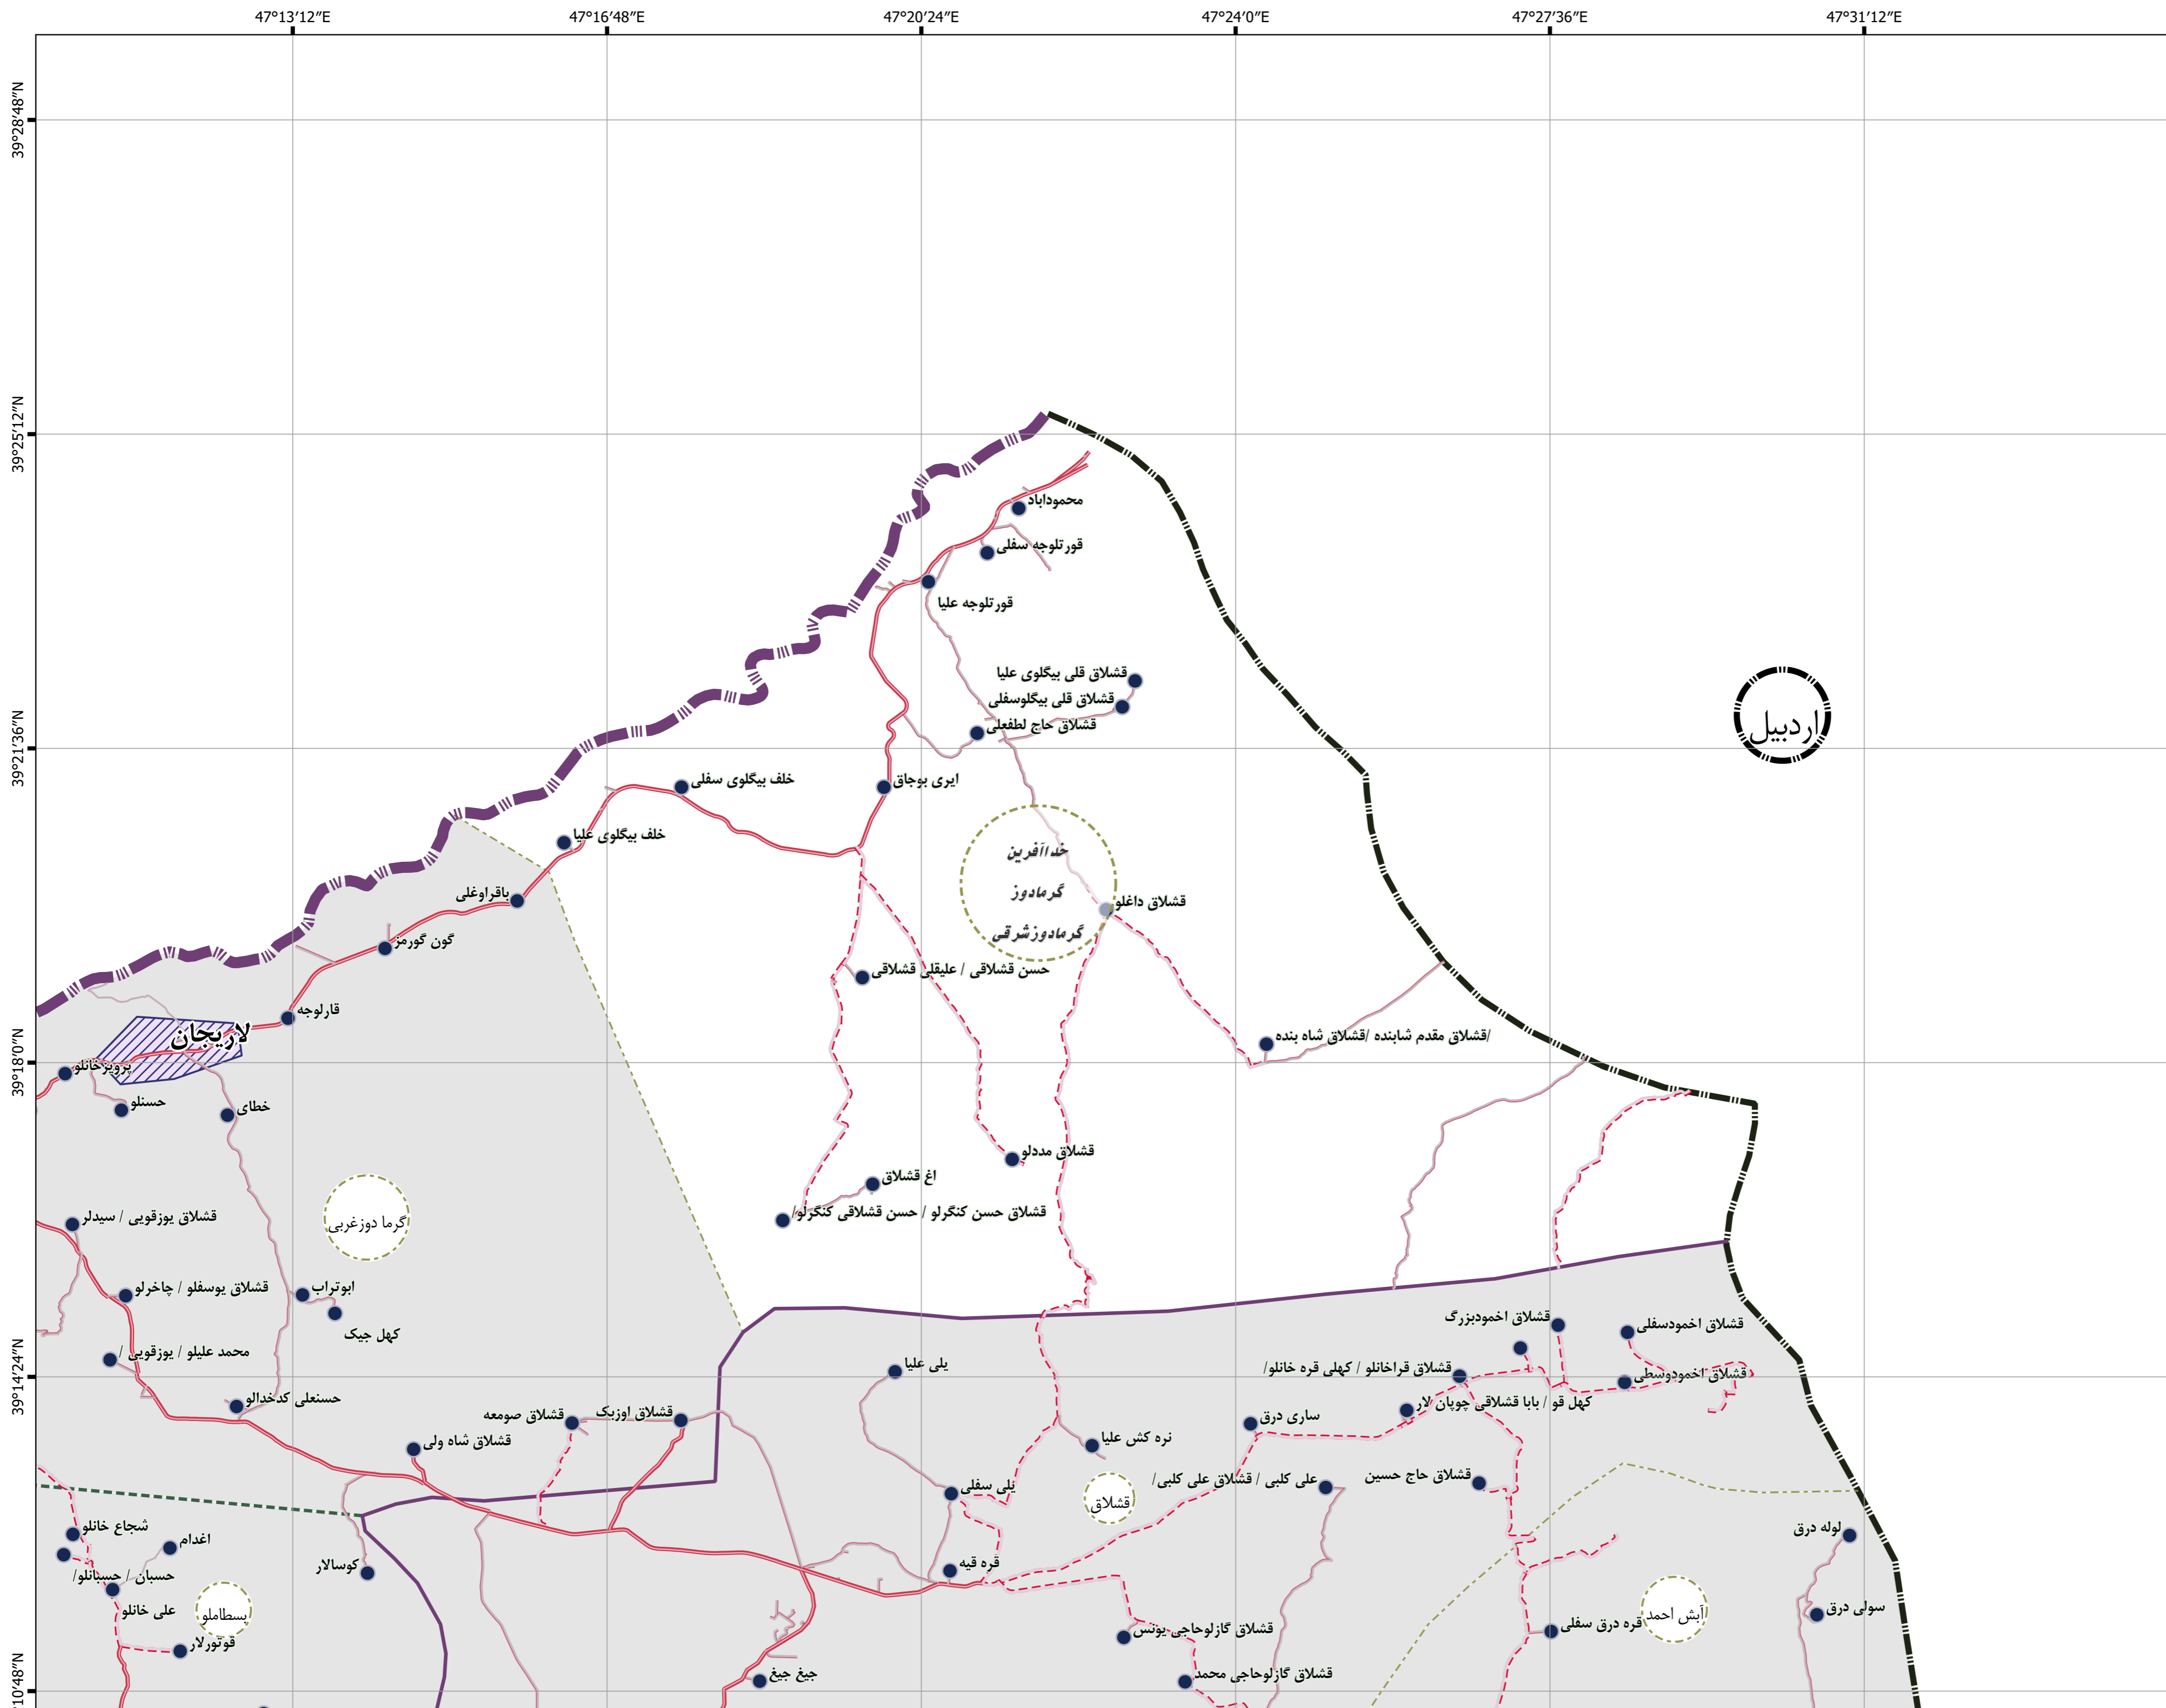 47°13′12″E
47°16′48″E
47°20′24″E
47°24′0″E
47°27′36″E
47°31′12″E
39°28′48″N
39°25′12″N
39°21′36″N
39°18′0″N
39°14′24″N
10′48″N
محموداباد
قورتلوجه سفلی
قورتلوجه علیا
قشلاق قلی بیگلوی علیا
قشلاق قلی بیگلوسفلی
قشلاق حاج لطفعلی
اردبیل
خلف بیگلوی سفلی
ایری بوجاق
خلف بیگلوی علیا
خداآفرین
گرمادوز
گرمادوزشرقی
باقراوغلی
قشلاق داغلو
گون گورمز
حسن قشلاقی / علیقلی قشلاقی
قارلوجه
لاریجان
قشلاق مقدم شابنده /قشلاق شاه بنده/
پرویزخانلو
حسنلو
خطای
قشلاق مددلو
اغ قشلاق
قشلاق حسن کنگرلو / حسن قشلاقی کنگرلو/
قشلاق یوزقویی / سیدلر
گرما دوزغربی
قشلاق یوسفلو / چاخرلو
ابوتراب
کهل جیک
قشلاق اخمودبزرگ
قشلاق اخمودسفلی
محمد علیلو / یوزقویی /
یلی علیا
قشلاق قراخانلو / کهلی قره خانلو/
قشلاق اخمودوسطی
حسنعلی کدخدالو
قشلاق صومعه
قشلاق اوزبک
کهل قو / بابا قشلاقی چوپان لار
ساری درق
قشلاق شاه ولی
نره کش علیا
یلی سفلی
قشلاق
علی کلبی / قشلاق علی کلبی/
قشلاق حاج حسین
شجاع خانلو
اغدام
لوله درق
کوسالار
قره قیه
حسبان / حسبانلو/
علی خانلو
بسطاملو
قوتورلار
قشلاق گازلوحاجی یونس
قره درق سفلی
آبش احمد
سولی درق
جیغ جیغ
قشلاق گازلوحاجی محمد